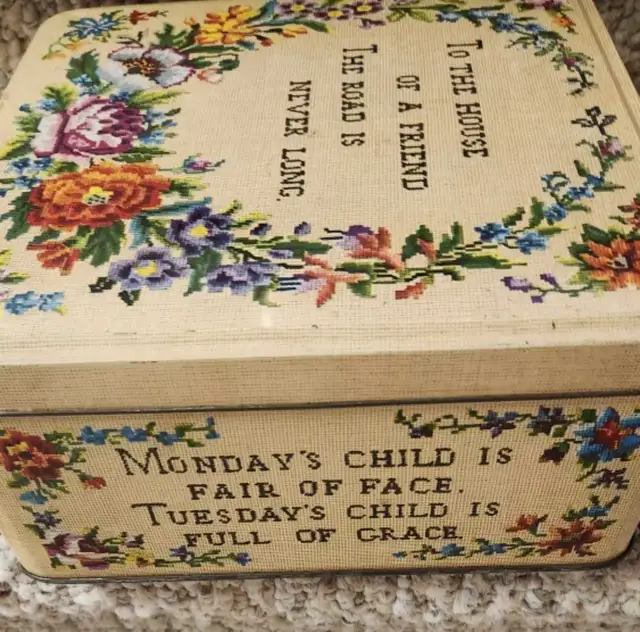 To the house
of a friend
The road is
never long.
Monday's child is
fair of face.
Tuesday's child is
full of grace.